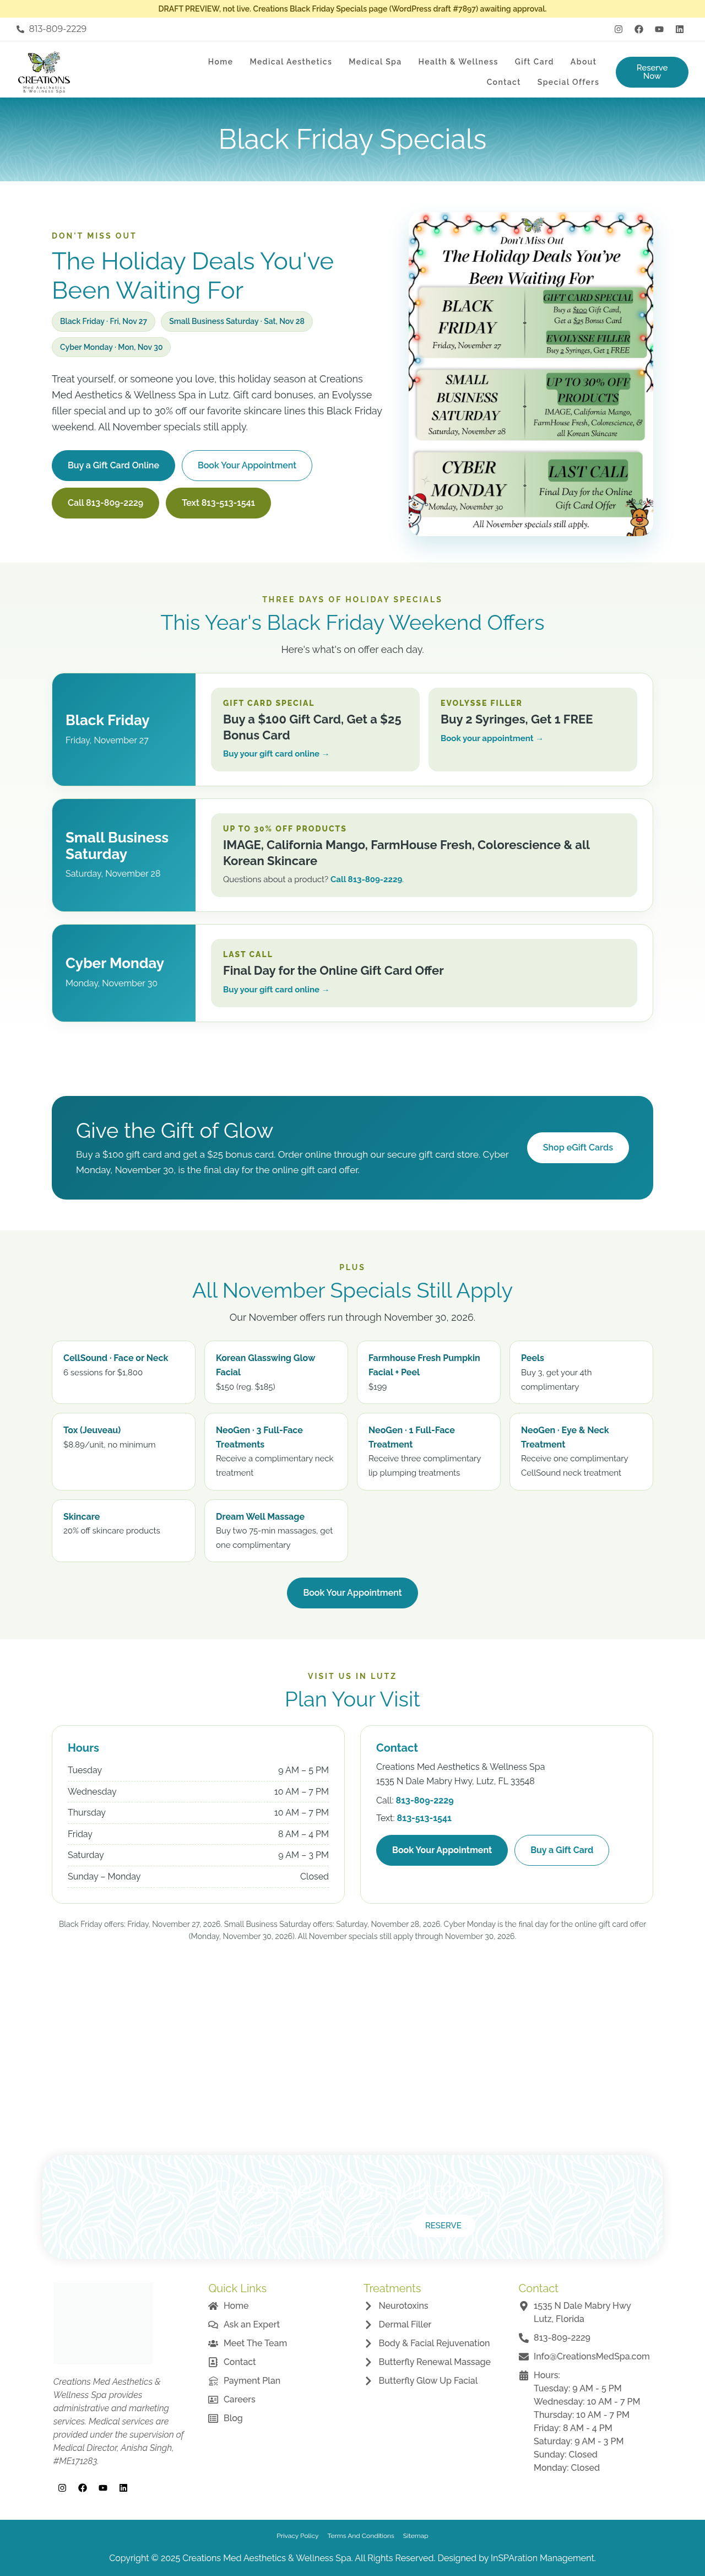 DRAFT PREVIEW, not live. Creations Black Friday Specials page (WordPress draft #7897) awaiting approval.
813-809-2229
CREATIONS
Med Aesthetics
& Wellness Spa
Home Medical Aesthetics Medical Spa Health & Wellness Gift Card About
Contact Special Offers
Reserve
Now
Black Friday Specials
DON'T MISS OUT
The Holiday Deals You've
Been Waiting For
Black Friday · Fri, Nov 27 Small Business Saturday · Sat, Nov 28
Cyber Monday · Mon, Nov 30
Treat yourself, or someone you love, this holiday season at Creations
Med Aesthetics & Wellness Spa in Lutz. Gift card bonuses, an Evolysse
filler special and up to 30% off our favorite skincare lines this Black Friday
weekend. All November specials still apply.
Buy a Gift Card Online Book Your Appointment
Call 813-809-2229 Text 813-513-1541
Don't Miss Out
The Holiday Deals You've
Been Waiting For
BLACK
FRIDAY
Friday, November 27
GIFT CARD SPECIAL
Buy a $100 Gift Card,
Get a $25 Bonus Card
EVOLYSSE FILLER
Buy 2 Syringes, Get 1 FREE
SMALL
BUSINESS
SATURDAY
Saturday, November 28
UP TO 30% OFF
PRODUCTS
IMAGE, California Mango,
FarmHouse Fresh, Colorescience, &
all Korean Skincare
CYBER
MONDAY
Monday, November 30
LAST CALL
Final Day for the Online
Gift Card Offer
All November specials still apply.
THREE DAYS OF HOLIDAY SPECIALS
This Year's Black Friday Weekend Offers
Here's what's on offer each day.
Black Friday
Friday, November 27
GIFT CARD SPECIAL
Buy a $100 Gift Card, Get a $25
Bonus Card
Buy your gift card online →
EVOLYSSE FILLER
Buy 2 Syringes, Get 1 FREE
Book your appointment →
Small Business
Saturday
Saturday, November 28
UP TO 30% OFF PRODUCTS
IMAGE, California Mango, FarmHouse Fresh, Colorescience & all
Korean Skincare
Questions about a product? Call 813-809-2229.
Cyber Monday
Monday, November 30
LAST CALL
Final Day for the Online Gift Card Offer
Buy your gift card online →
Give the Gift of Glow
Buy a $100 gift card and get a $25 bonus card. Order online through our secure gift card store. Cyber
Monday, November 30, is the final day for the online gift card offer.
Shop eGift Cards
PLUS
All November Specials Still Apply
Our November offers run through November 30, 2026.
CellSound · Face or Neck
6 sessions for $1,800
Korean Glasswing Glow
Facial
$150 (reg. $185)
Farmhouse Fresh Pumpkin
Facial + Peel
$199
Peels
Buy 3, get your 4th
complimentary
Tox (Jeuveau)
$8.89/unit, no minimum
NeoGen · 3 Full-Face
Treatments
Receive a complimentary neck
treatment
NeoGen · 1 Full-Face
Treatment
Receive three complimentary
lip plumping treatments
NeoGen · Eye & Neck
Treatment
Receive one complimentary
CellSound neck treatment
Skincare
20% off skincare products
Dream Well Massage
Buy two 75-min massages, get
one complimentary
Book Your Appointment
VISIT US IN LUTZ
Plan Your Visit
Hours
Tuesday 9 AM – 5 PM
Wednesday 10 AM – 7 PM
Thursday 10 AM – 7 PM
Friday 8 AM – 4 PM
Saturday 9 AM – 3 PM
Sunday – Monday Closed
Contact
Creations Med Aesthetics & Wellness Spa
1535 N Dale Mabry Hwy, Lutz, FL 33548
Call: 813-809-2229
Text: 813-513-1541
Book Your Appointment Buy a Gift Card
Black Friday offers: Friday, November 27, 2026. Small Business Saturday offers: Saturday, November 28, 2026. Cyber Monday is the final day for the online gift card offer
(Monday, November 30, 2026). All November specials still apply through November 30, 2026.
RESERVE
Creations Med Aesthetics &
Wellness Spa provides
administrative and marketing
services. Medical services are
provided under the supervision of
Medical Director, Anisha Singh,
#ME171283.
Quick Links
Home
Ask an Expert
Meet The Team
Contact
Payment Plan
Careers
Blog
Treatments
Neurotoxins
Dermal Filler
Body & Facial Rejuvenation
Butterfly Renewal Massage
Butterfly Glow Up Facial
Contact
1535 N Dale Mabry Hwy
Lutz, Florida
813-809-2229
Info@CreationsMedSpa.com
Hours:
Tuesday: 9 AM - 5 PM
Wednesday: 10 AM - 7 PM
Thursday: 10 AM - 7 PM
Friday: 8 AM - 4 PM
Saturday: 9 AM - 3 PM
Sunday: Closed
Monday: Closed
Privacy Policy Terms And Conditions Sitemap
Copyright © 2025 Creations Med Aesthetics & Wellness Spa. All Rights Reserved. Designed by InSPAration Management.